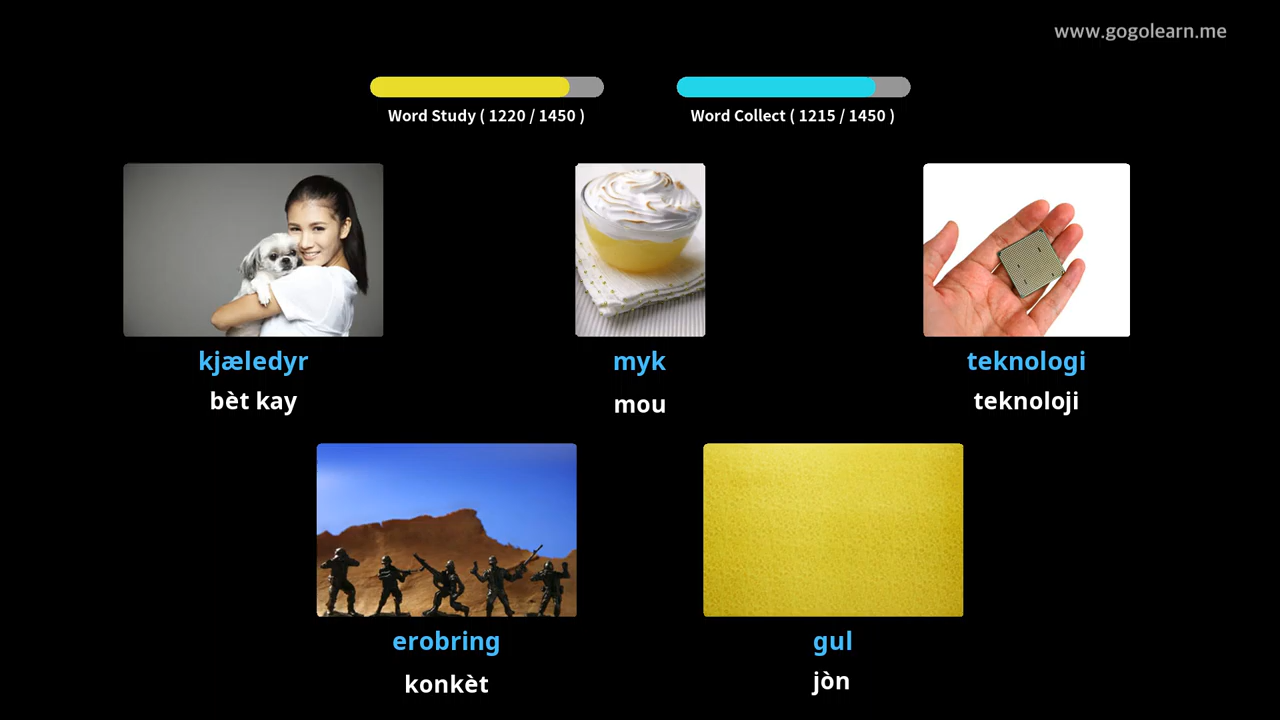 www.gogolearn.me
Word Study ( 1220 / 1450 )
Word Collect ( 1215 / 1450 )
kjæledyr
bèt kay
myk
mou
teknologi
teknoloji
erobring
konkèt
gul
jòn